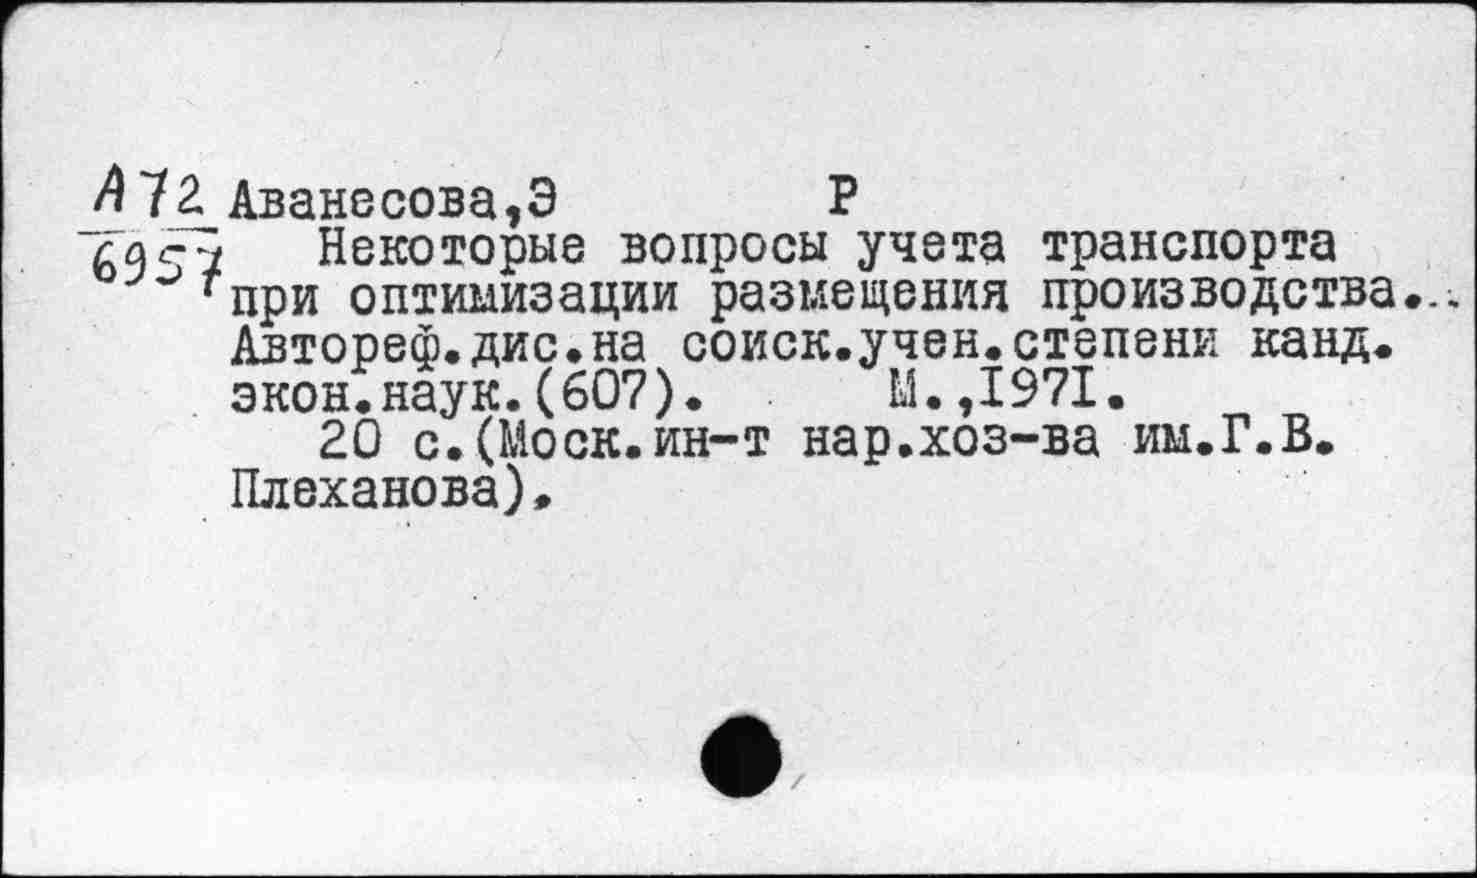 А72 Аванесова,Э Р
6957 Некоторые вопросы учета транспорта
при оптимизации размещения производства...
Автореф.дис.на соиск.учен.степени канд.
экон.наук.(607). М.,1971.
20 с.(Моск.ин-т нар.хоз-ва им.Г.В.
Плеханова).